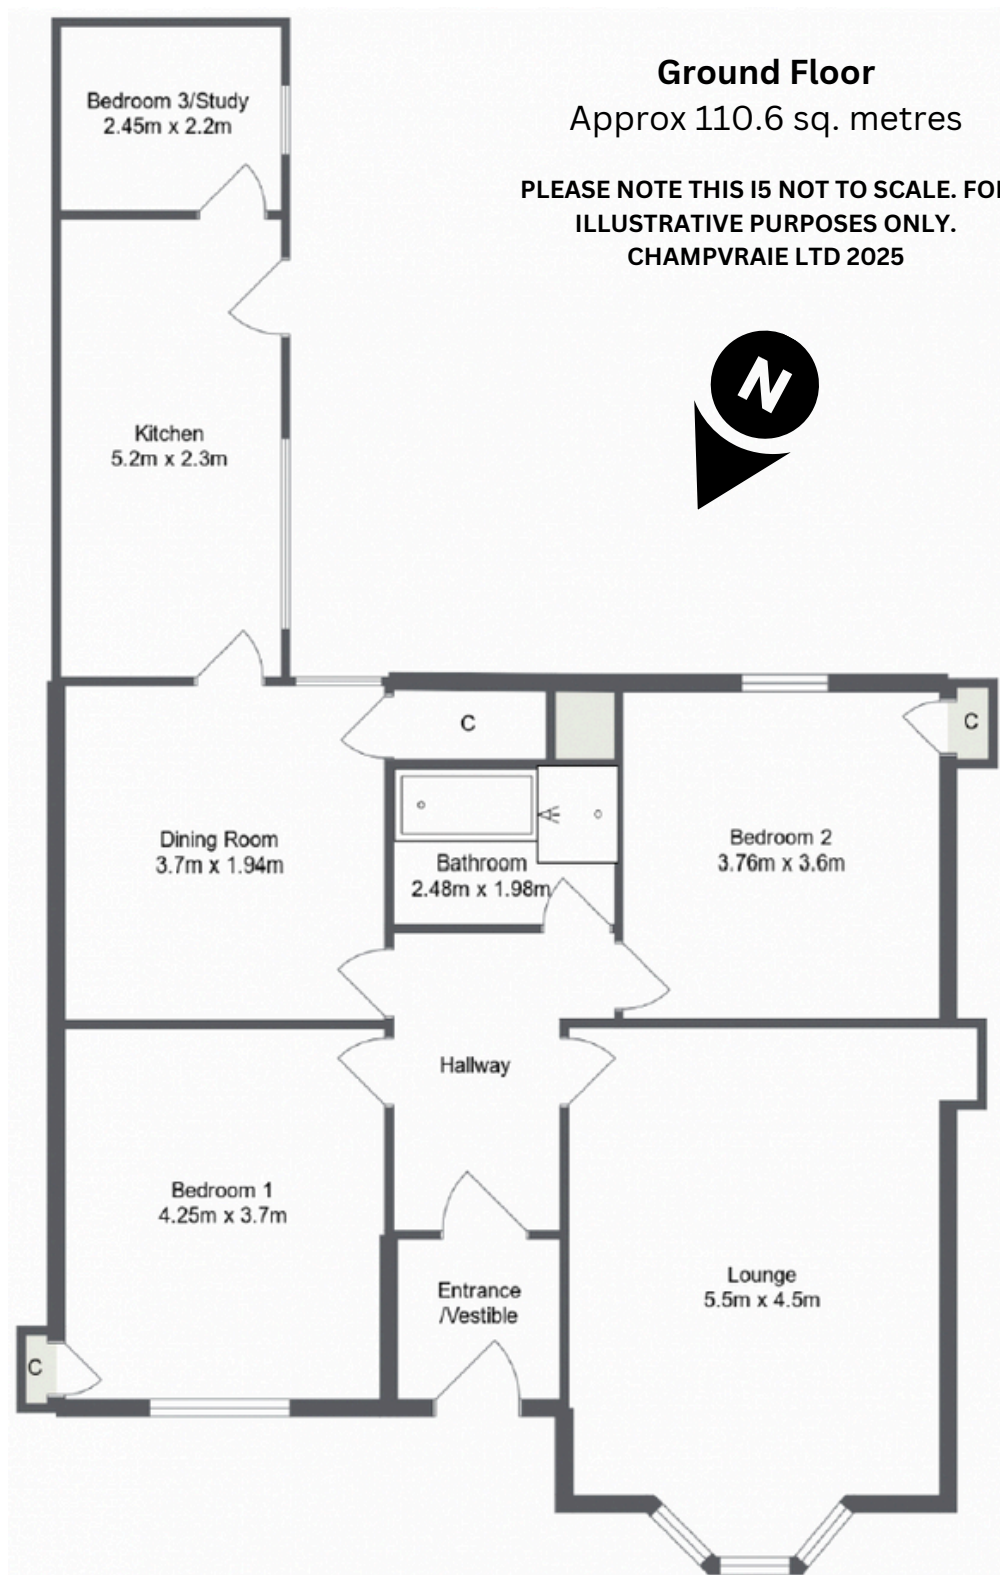 Ground Floor
Approx 110.6 sq. metres
PLEASE NOTE THIS I5 NOT TO SCALE. FOR
ILLUSTRATIVE PURPOSES ONLY.
CHAMPVRAIE LTD 2025
N
Bedroom 3/Study
2.45m x 2.2m
Kitchen
5.2m x 2.3m
C
C
Dining Room
3.7m x 1.94m
Bathroom
2.48m x 1.98m
Bedroom 2
3.76m x 3.6m
Hallway
Bedroom 1
4.25m x 3.7m
Entrance
/Vestible
Lounge
5.5m x 4.5m
C